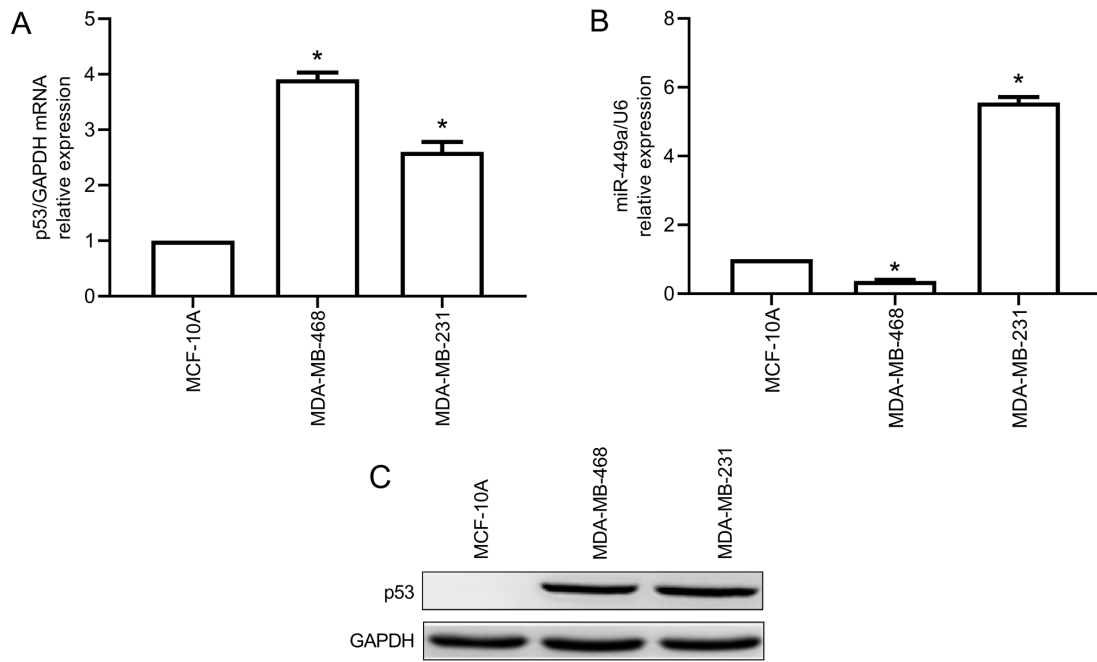 A
p53/GAPDH mRNA
relative expression
5
4
3
2
1
0
*
*
MCF-10A
MDA-MB-468
MDA-MB-231
B
miR-449a/U6
relative expression
8
6
4
2
0
*
*
MCF-10A
MDA-MB-468
MDA-MB-231
C
MCF-10A
MDA-MB-468
MDA-MB-231
p53
GAPDH